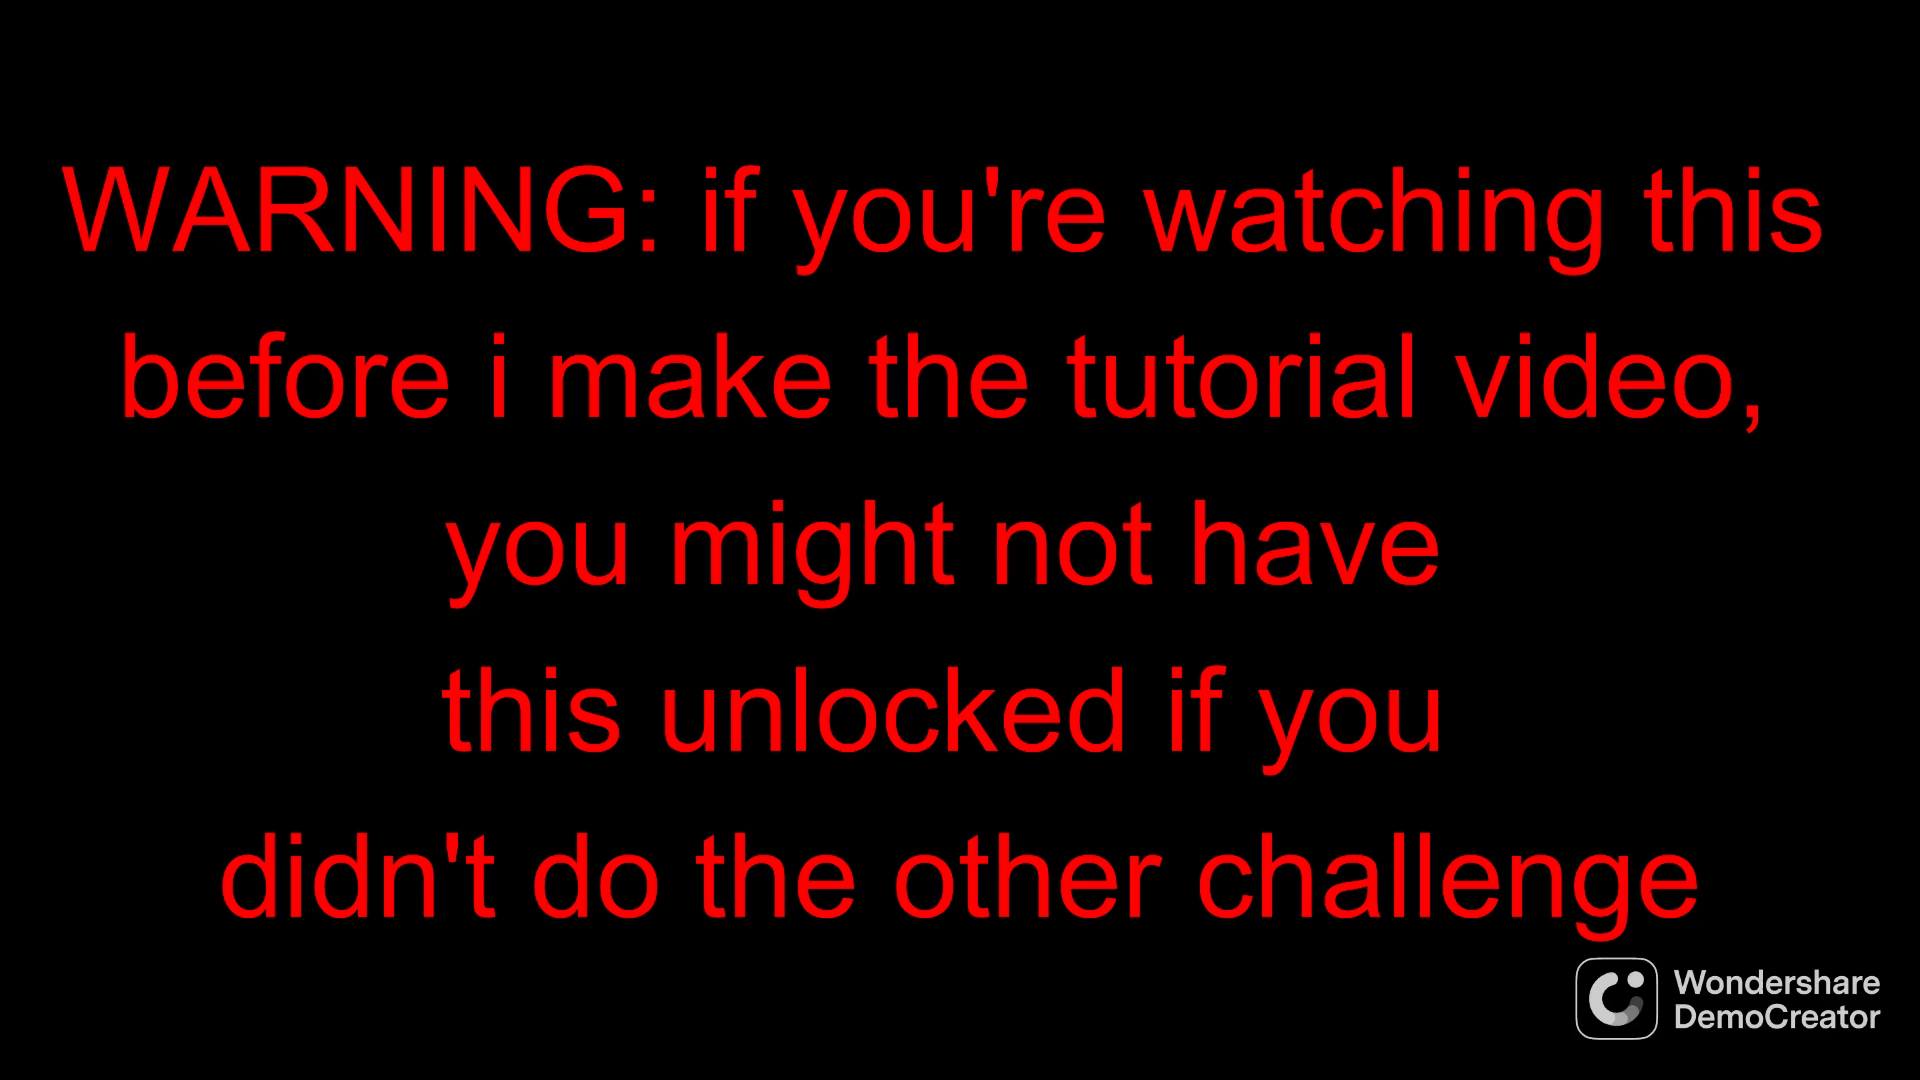 WARNING: if you're watching this
before i make the tutorial video,
you might not have
this unlocked if you
didn't do the other challenge
Wondershare
DemoCreator